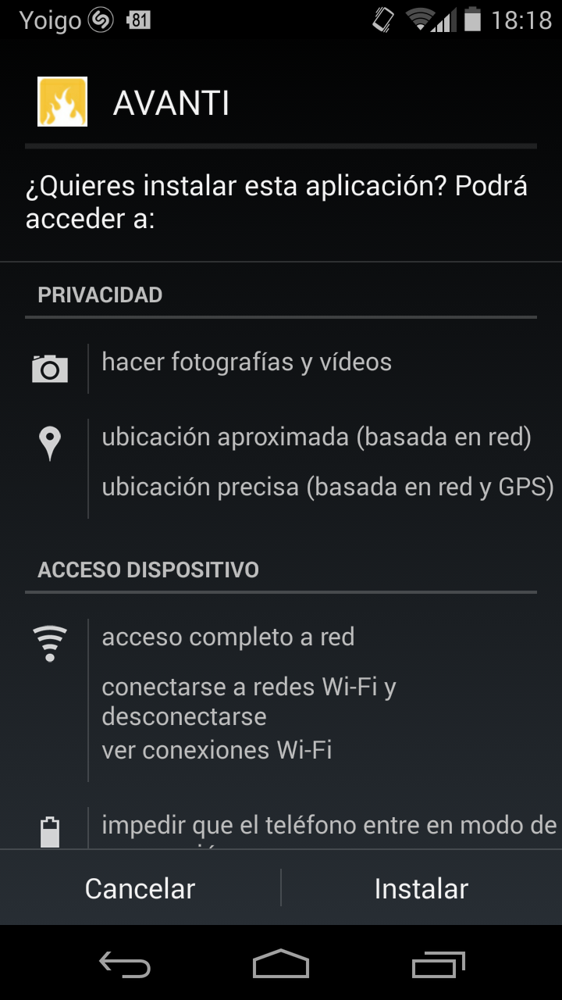 Yoigo 81 18:18
AVANTI
¿Quieres instalar esta aplicación? Podrá
acceder a:
PRIVACIDAD
hacer fotografías y vídeos
ubicación aproximada (basada en red)
ubicación precisa (basada en red y GPS)
ACCESO DISPOSITIVO
acceso completo a red
conectarse a redes Wi-Fi y
desconectarse
ver conexiones Wi-Fi
impedir que el teléfono entre en modo de
Cancelar Instalar